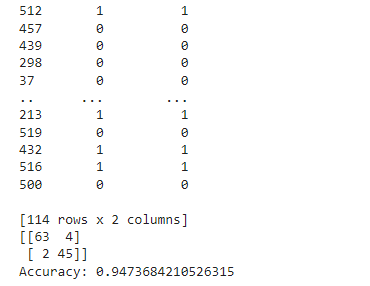 512 1 1
457 0 0
439 0 0
298 0 0
37 0 0
.. ... ...
213 1 1
519 0 0
432 1 1
516 1 1
500 0 0
[114 rows x 2 columns]
[[63 4]
[ 2 45]]
Accuracy: 0.9473684210526315